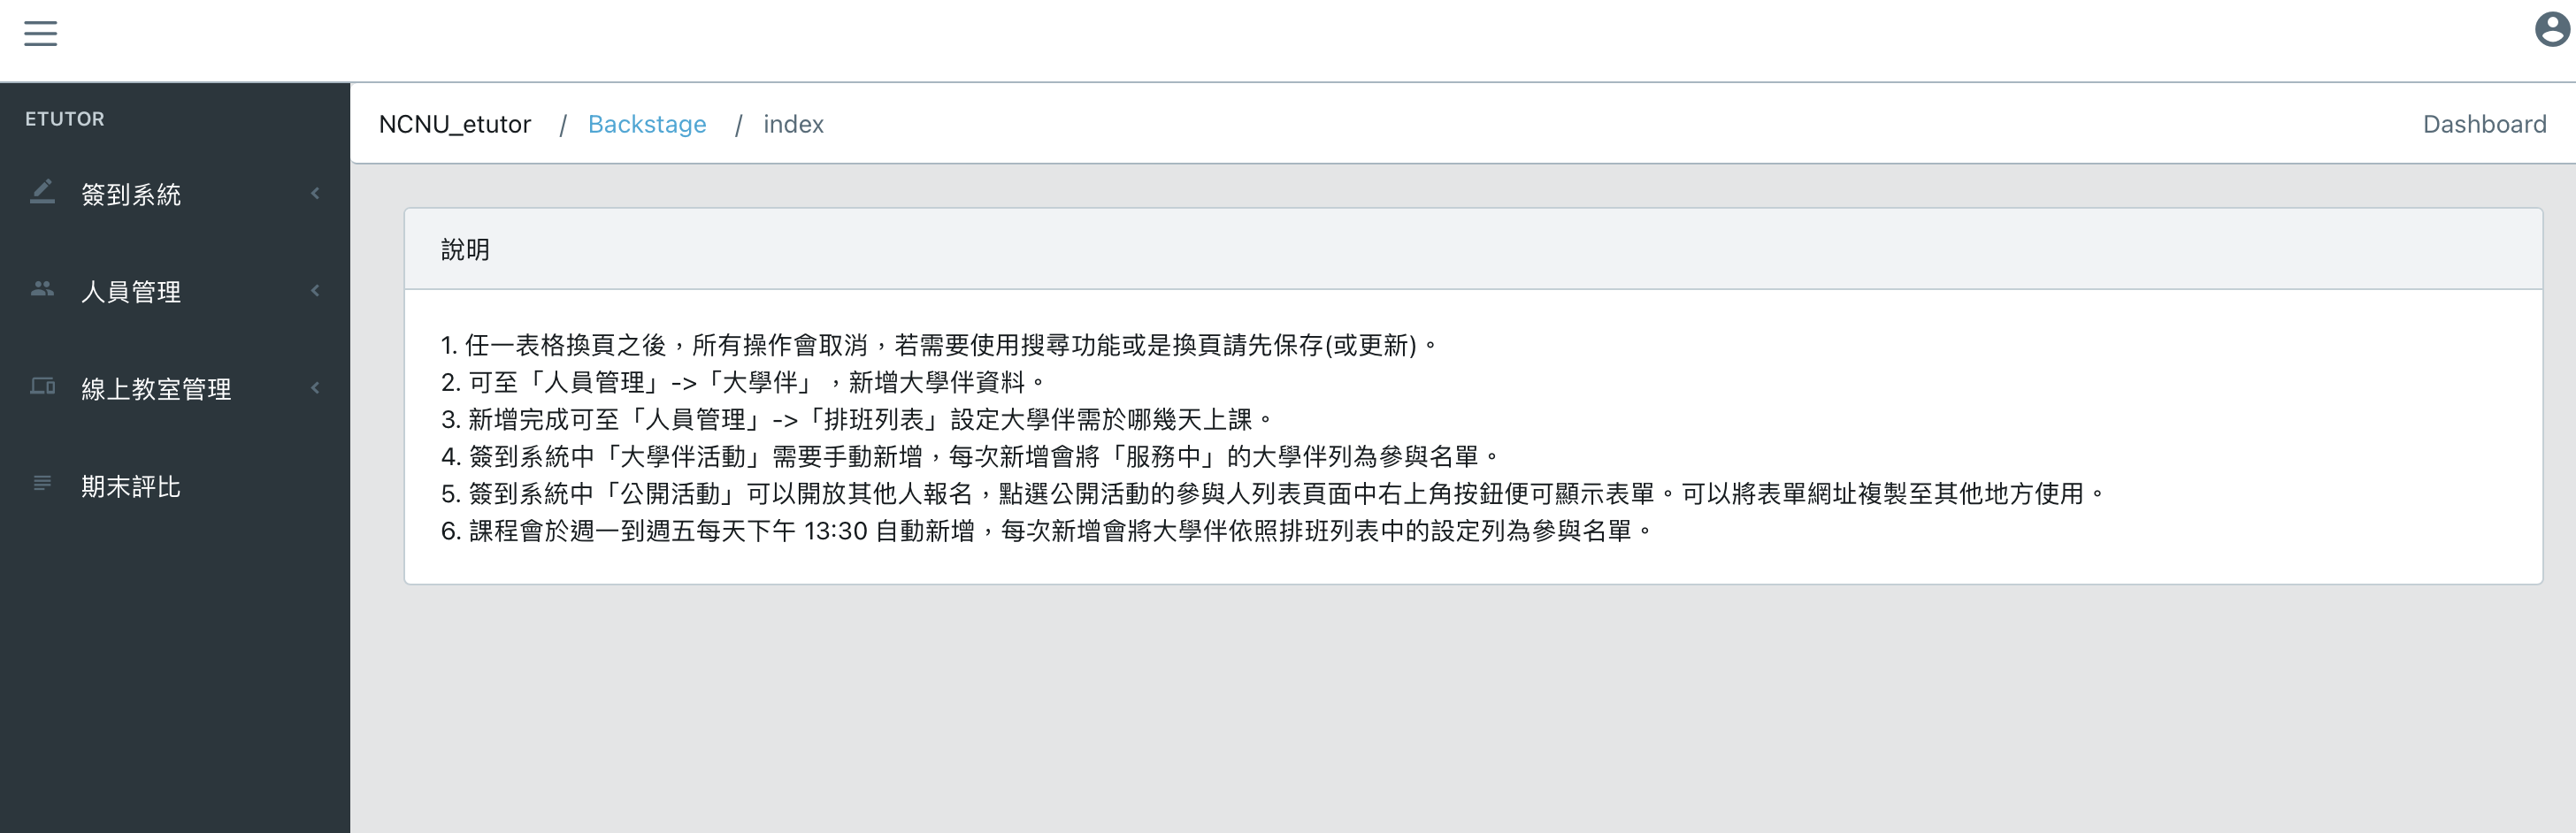 ETUTOR
簽到系統
人員管理
線上教室管理
期末評比
NCNU_etutor / Backstage / index
Dashboard
說明
1. 任一表格換頁之後，所有操作會取消，若需要使用搜尋功能或是換頁請先保存(或更新)。
2. 可至「人員管理」->「大學伴」，新增大學伴資料。
3. 新增完成可至「人員管理」->「排班列表」設定大學伴需於哪幾天上課。
4. 簽到系統中「大學伴活動」需要手動新增，每次新增會將「服務中」的大學伴列為參與名單。
5. 簽到系統中「公開活動」可以開放其他人報名，點選公開活動的參與人列表頁面中右上角按鈕便可顯示表單。可以將表單網址複製至其他地方使用。
6. 課程會於週一到週五每天下午 13:30 自動新增，每次新增會將大學伴依照排班列表中的設定列為參與名單。